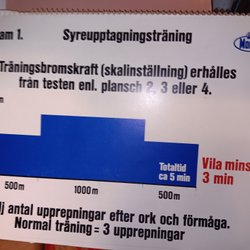 am 1. Syreupptagningsträning
Träningsbromskraft (skalinställning) erhålles
från testen enl. plansch 2, 3 eller 4.
m
Totaltid
ca 5 min
Vila mins
3 min
500m 1000m 500m
lj antal upprepningar efter ork och förmåga.
Normal träning = 3 upprepningar